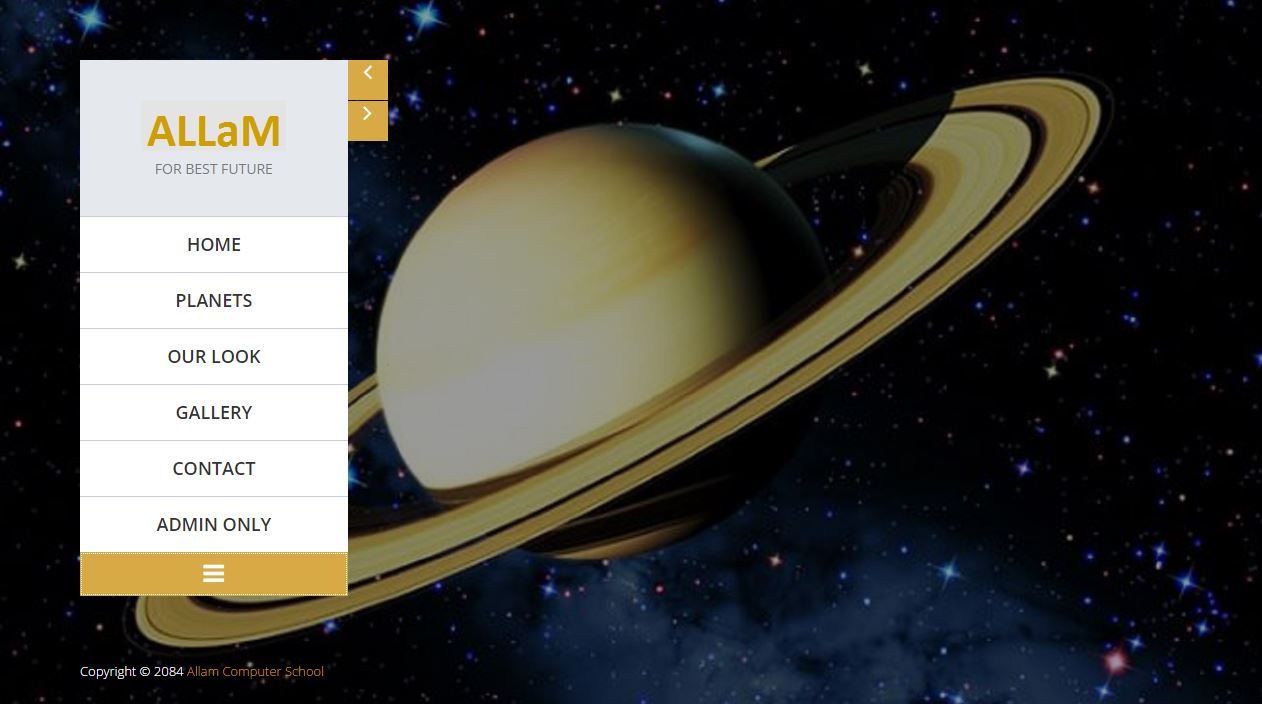 ALLaM
FOR BEST FUTURE
HOME
PLANETS
OUR LOOK
GALLERY
CONTACT
ADMIN ONLY
Copyright © 2084 Allam Computer School